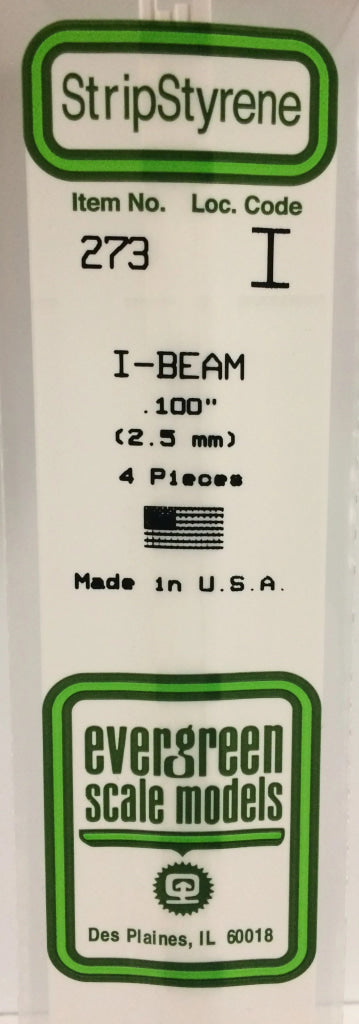 StripStyrene
Item No. Loc. Code
273 I
I-BEAM
.100"
(2.5 mm)
4 Pieces
Made in U.S.A.
evergreen
scale models
Des Plaines, IL 60018